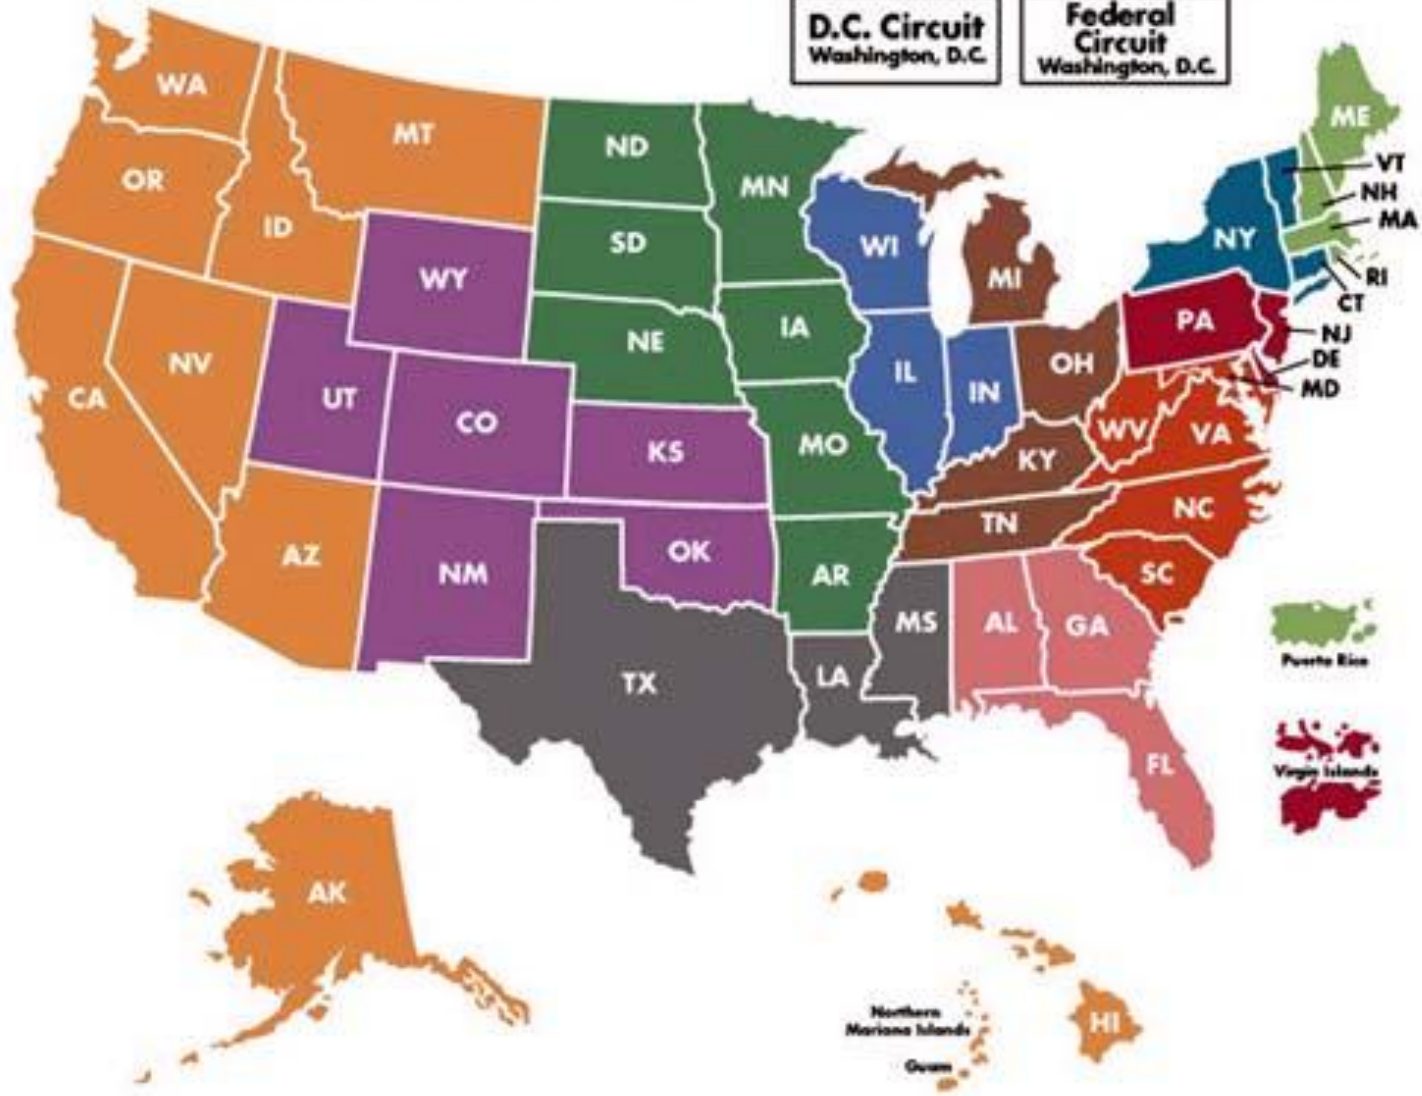 D.C. Circuit
Washington, D.C.
Federal
Circuit
Washington, D.C.
WA
MT
ND
MN
ME
OR
ID
SD
WI
MI
NY
VT
NH
MA
RI
CT
WY
NE
IA
PA
NJ
DE
MD
CA
NV
UT
CO
KS
MO
IL
IN
OH
WV
VA
KY
AZ
NM
OK
AR
TN
NC
SC
TX
LA
MS
AL
GA
FL
Puerto Rico
Virgin Islands
AK
Northern
Mariana Islands
Guam
HI